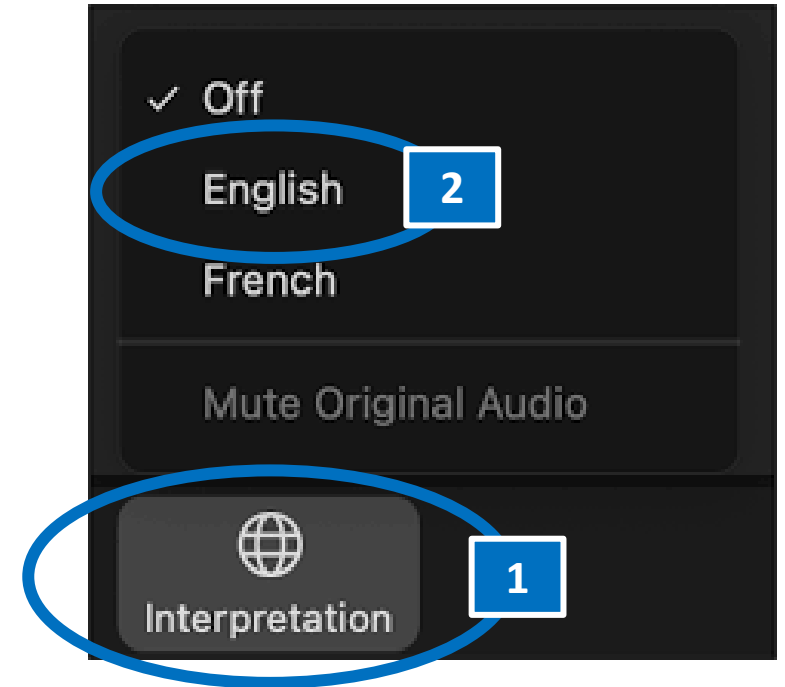 ✓ Off
English
2
French
Mute Original Audio
1
Interpretation